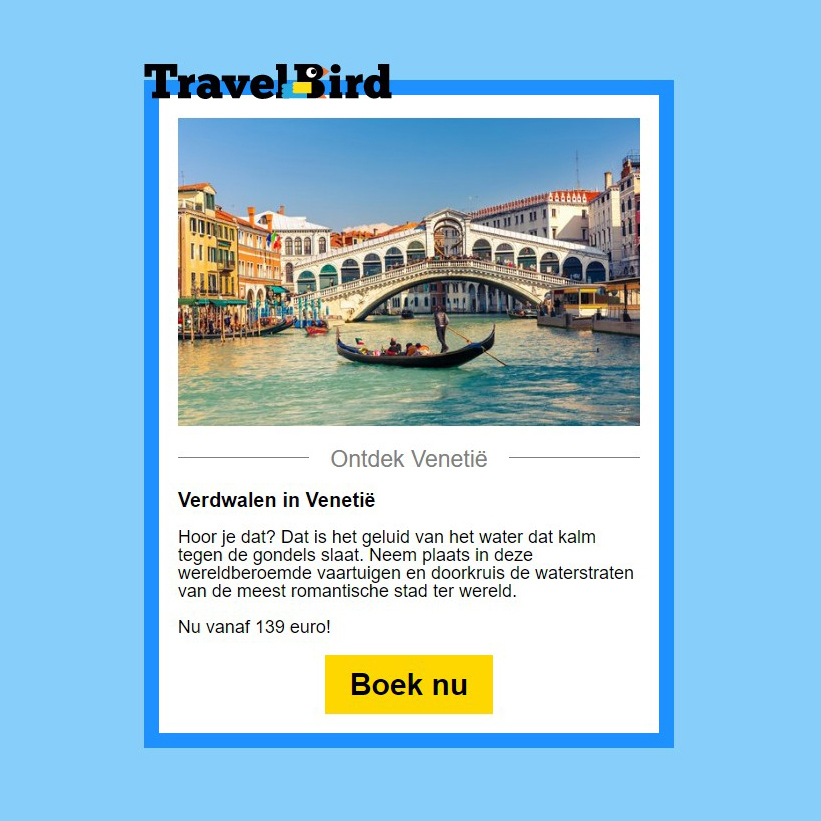 TravelBird
Ontdek Venetië
Verdwalen in Venetië
Hoor je dat? Dat is het geluid van het water dat kalm
tegen de gondels slaat. Neem plaats in deze
wereldberoemde vaartuigen en doorkruis de waterstraten
van de meest romantische stad ter wereld.
Nu vanaf 139 euro!
Boek nu